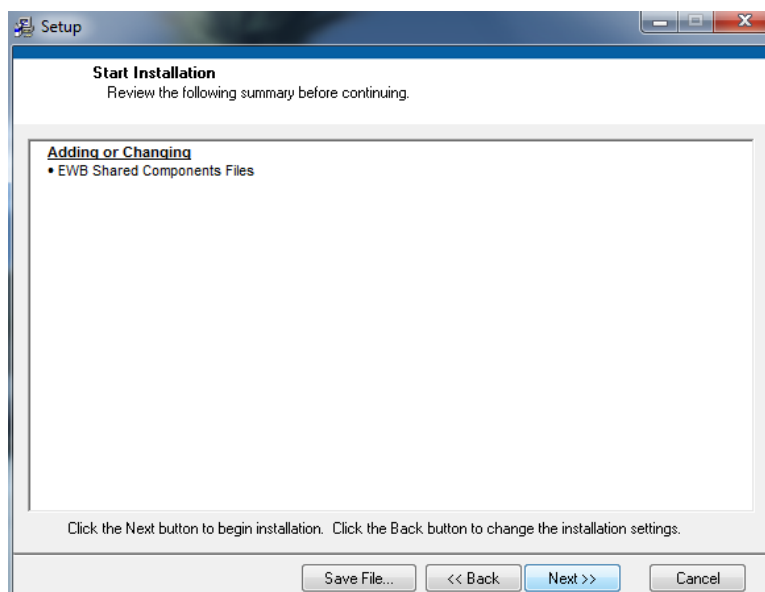 Setup
Start Installation
Review the following summary before continuing.
Adding or Changing
• EWB Shared Components Files
Click the Next button to begin installation.  Click the Back button to change the installation settings.
Save File... << Back Next >> Cancel